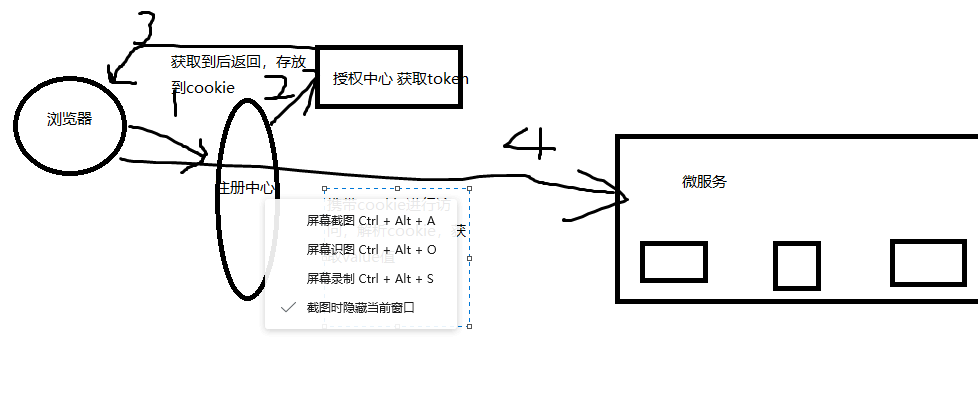 3
获取到后返回，存放
到cookie
授权中心 获取token
2
1
浏览器
4
注册中心
微服务
携带cookie进行访
问，解析cookie，获
取value值
屏幕截图 Ctrl + Alt + A
屏幕识图 Ctrl + Alt + O
屏幕录制 Ctrl + Alt + S
截图时隐藏当前窗口